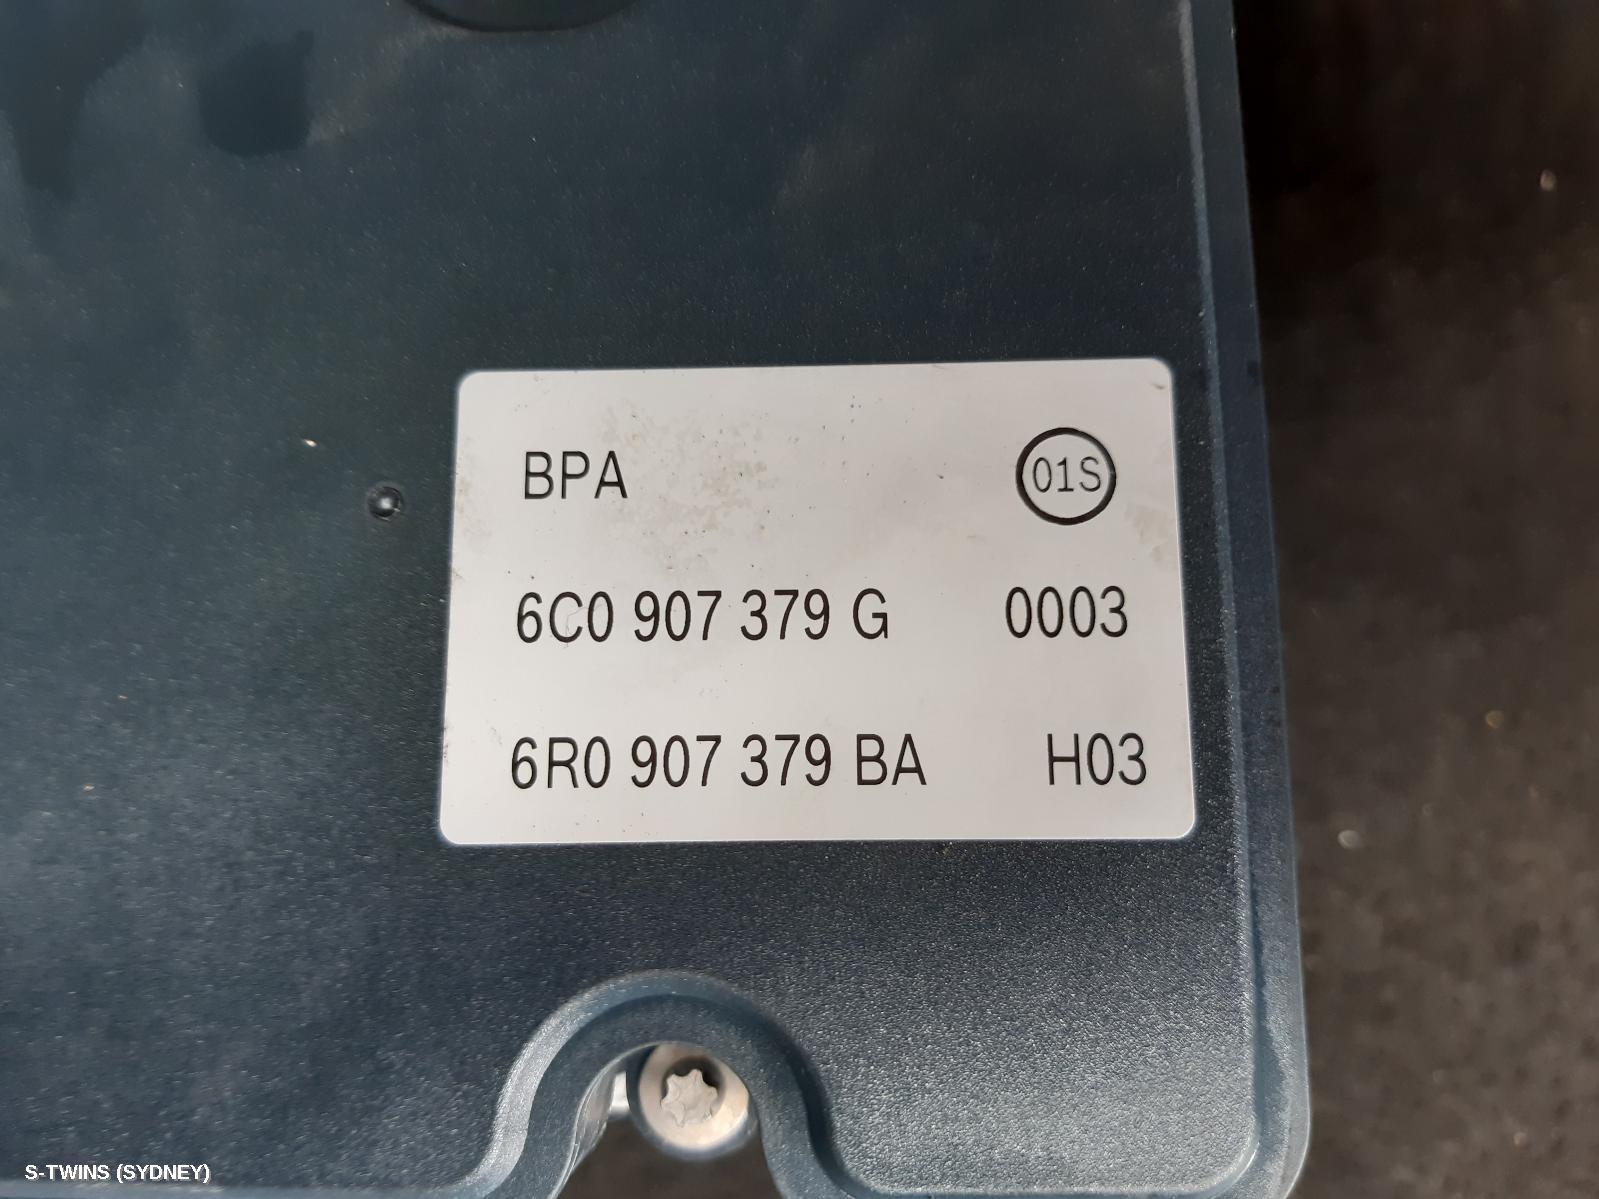 BPA 01S
6C0 907 379 G 0003
6R0 907 379 BA H03
S-TWINS (SYDNEY)